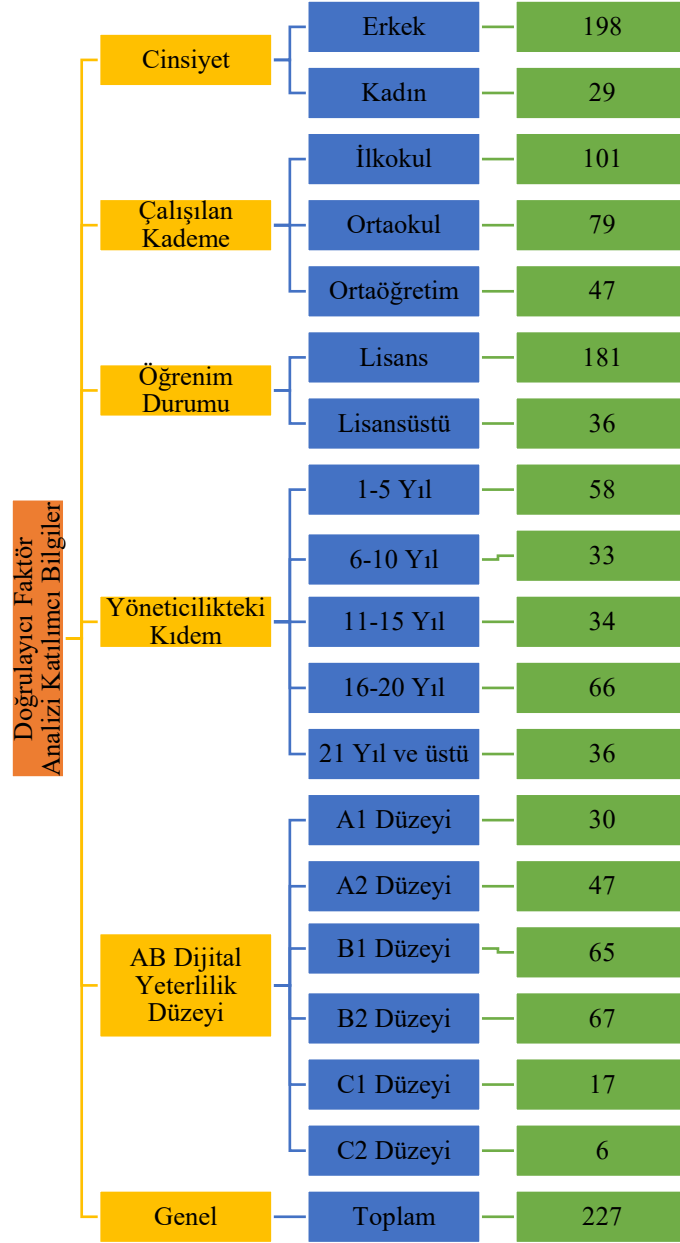 Doğrulayıcı Faktör
Analizi Katılımcı Bilgiler
Cinsiyet
Erkek
198
Kadın
29
Çalışılan
Kademe
İlkokul
101
Ortaokul
79
Ortaöğretim
47
Öğrenim
Durumu
Lisans
181
Lisansüstü
36
Yöneticilikteki
Kıdem
1-5 Yıl
58
6-10 Yıl
33
11-15 Yıl
34
16-20 Yıl
66
21 Yıl ve üstü
36
AB Dijital
Yeterlilik
Düzeyi
A1 Düzeyi
30
A2 Düzeyi
47
B1 Düzeyi
65
B2 Düzeyi
67
C1 Düzeyi
17
C2 Düzeyi
6
Genel
Toplam
227